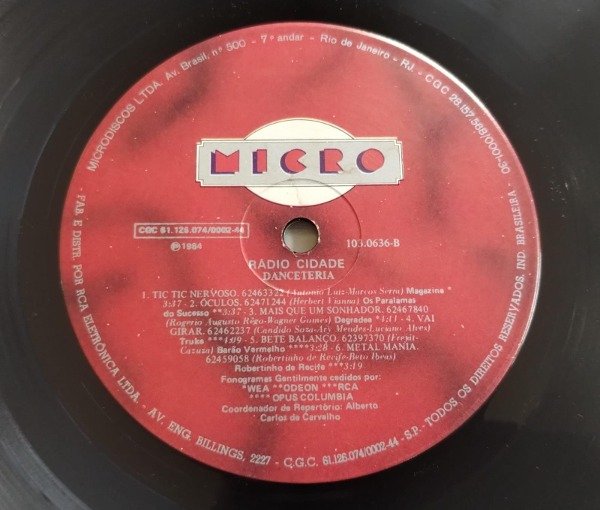 MICRODISCOS LTDA. Av. Brasil, nº 500 - 7º andar - Rio de Janeiro - RJ. - CGC 28.157.569/0001-30
MICRO
CGC 61.126.074/0002-44
℗ 1984
103.0636-B
RÁDIO CIDADE
DANCETERIA
1. TIC TIC NERVOSO. 62463322 (Antonio Luiz-Marcos Serra) Magazine *
3:37 - 2. ÓCULOS. 62471244 (Herbert Vianna) Os Paralamas
do Sucesso **3:37 - 3. MAIS QUE UM SONHADOR. 62467840
(Rogerio Augusto Rêgo-Wagner Gomes) Degradée *4:11 - 4. VAI
GIRAR. 62462237 (Candido Soza-Ary Mendes-Luciano Alves)
Truke ***4:09 - 5. BETE BALANÇO. 62397370 (Frejat-
Cazuza) Barão Vermelho ****3:28 - 6. METAL MANIA.
62459058 (Robertinho de Recife-Beto
Robertinho de Recife **3:19
Fonogramas Gentilmente cedidos por:
*WEA **ODEON ***RCA
****OPUS COLUMBIA
Coordenador de Repertório: Alberto
Carlos de Carvalho
- FAB. E DISTR. POR RCA ELETRÔNICA LTDA. - AV. ENG. BILLINGS, 2227 - C.G.C. 61.126.074/0002-44 - S.P. - TODOS OS DIREITOS RESERVADOS. IND. BRASILEIRA -